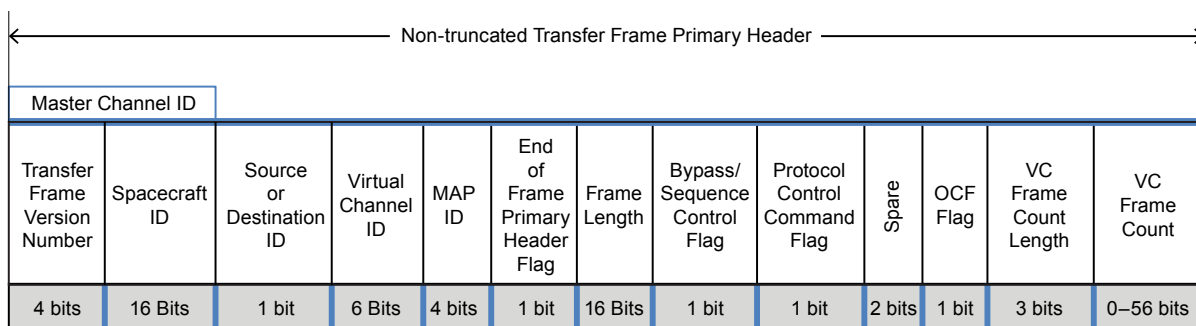 Non-truncated Transfer Frame Primary Header
Master Channel ID
Transfer
Frame
Version
Number
Spacecraft
ID
Source
or
Destination
ID
Virtual
Channel
ID
MAP
ID
End
of
Frame
Primary
Header
Flag
Frame
Length
Bypass/
Sequence
Control
Flag
Protocol
Control
Command
Flag
Spare
OCF
Flag
VC
Frame
Count
Length
VC
Frame
Count
4 bits
16 Bits
1 bit
6 Bits
4 bits
1 bit
16 Bits
1 bit
1 bit
2 bits
1 bit
3 bits
0–56 bits